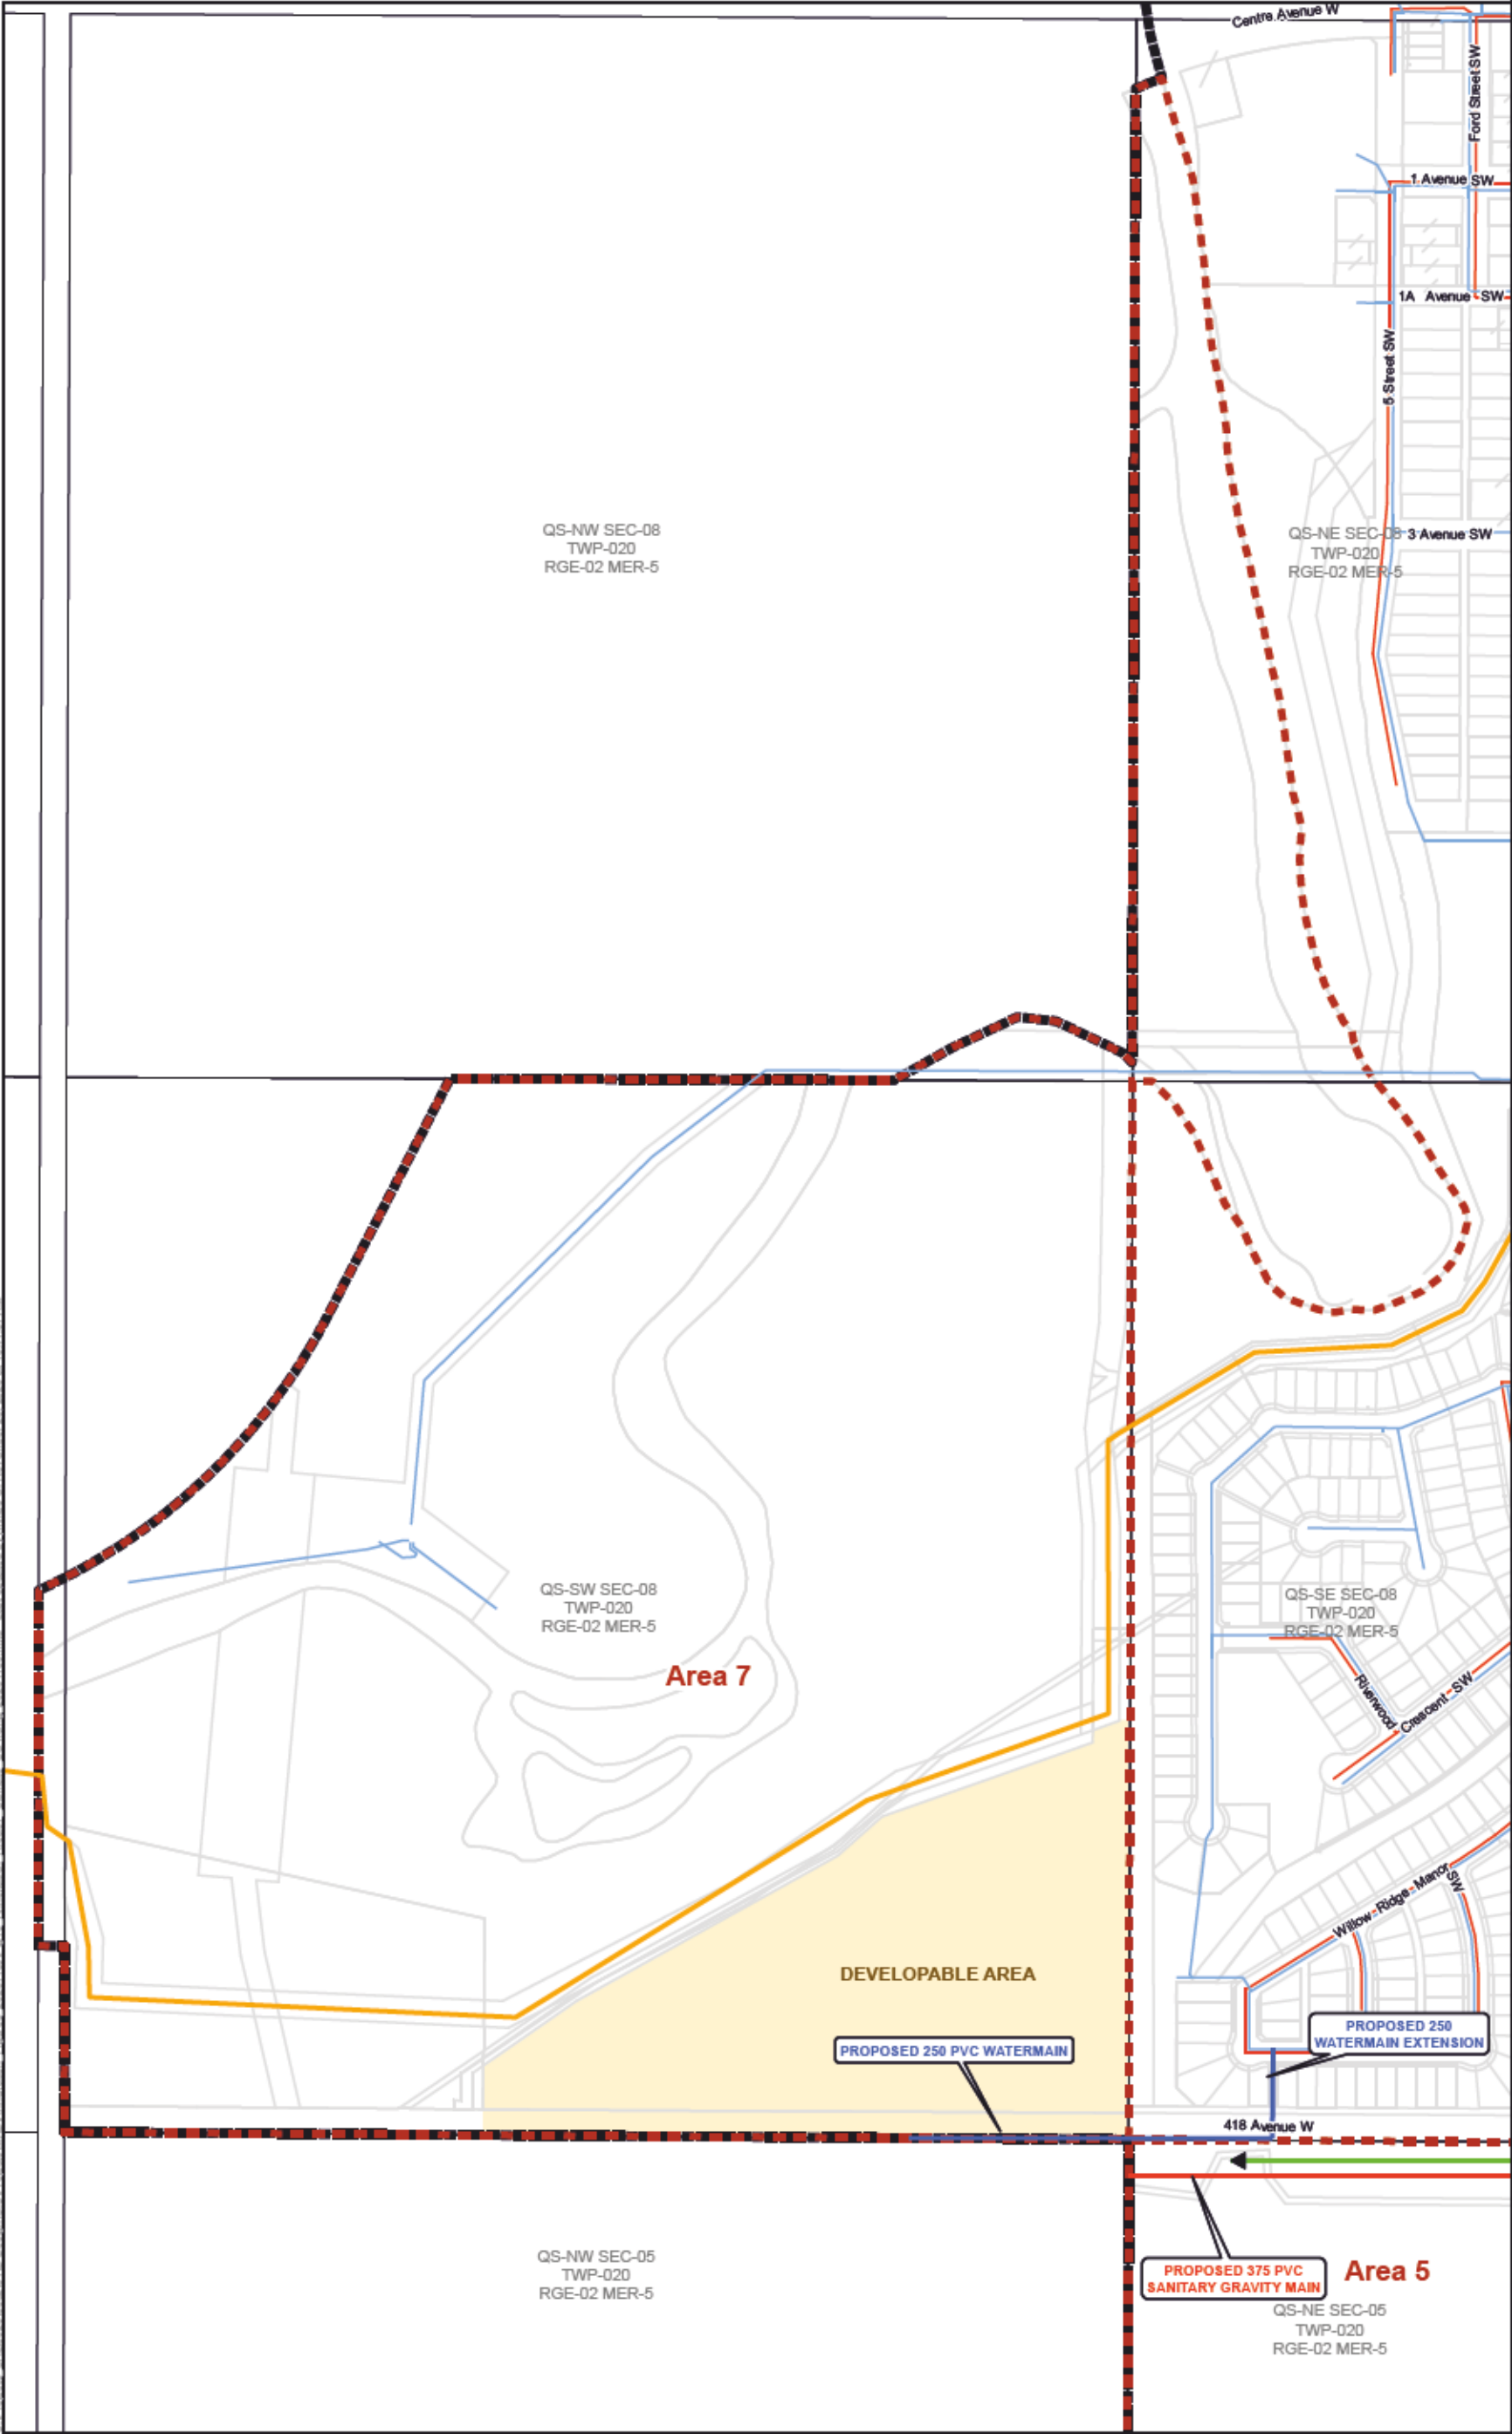 Centre Avenue W
Ford Street SW
1 Avenue SW
1A Avenue SW
5 Street SW
QS-NW SEC-08
TWP-020
RGE-02 MER-5
QS-NE SEC-08
TWP-020
RGE-02 MER-5
3 Avenue SW
QS-SW SEC-08
TWP-020
RGE-02 MER-5
QS-SE SEC-08
TWP-020
RGE-02 MER-5
Area 7
Riverwood
Crescent SW
Willow Ridge Manor SW
DEVELOPABLE AREA
PROPOSED 250
WATERMAIN EXTENSION
PROPOSED 250 PVC WATERMAIN
418 Avenue W
QS-NW SEC-05
TWP-020
RGE-02 MER-5
PROPOSED 375 PVC
SANITARY GRAVITY MAIN
Area 5
QS-NE SEC-05
TWP-020
RGE-02 MER-5